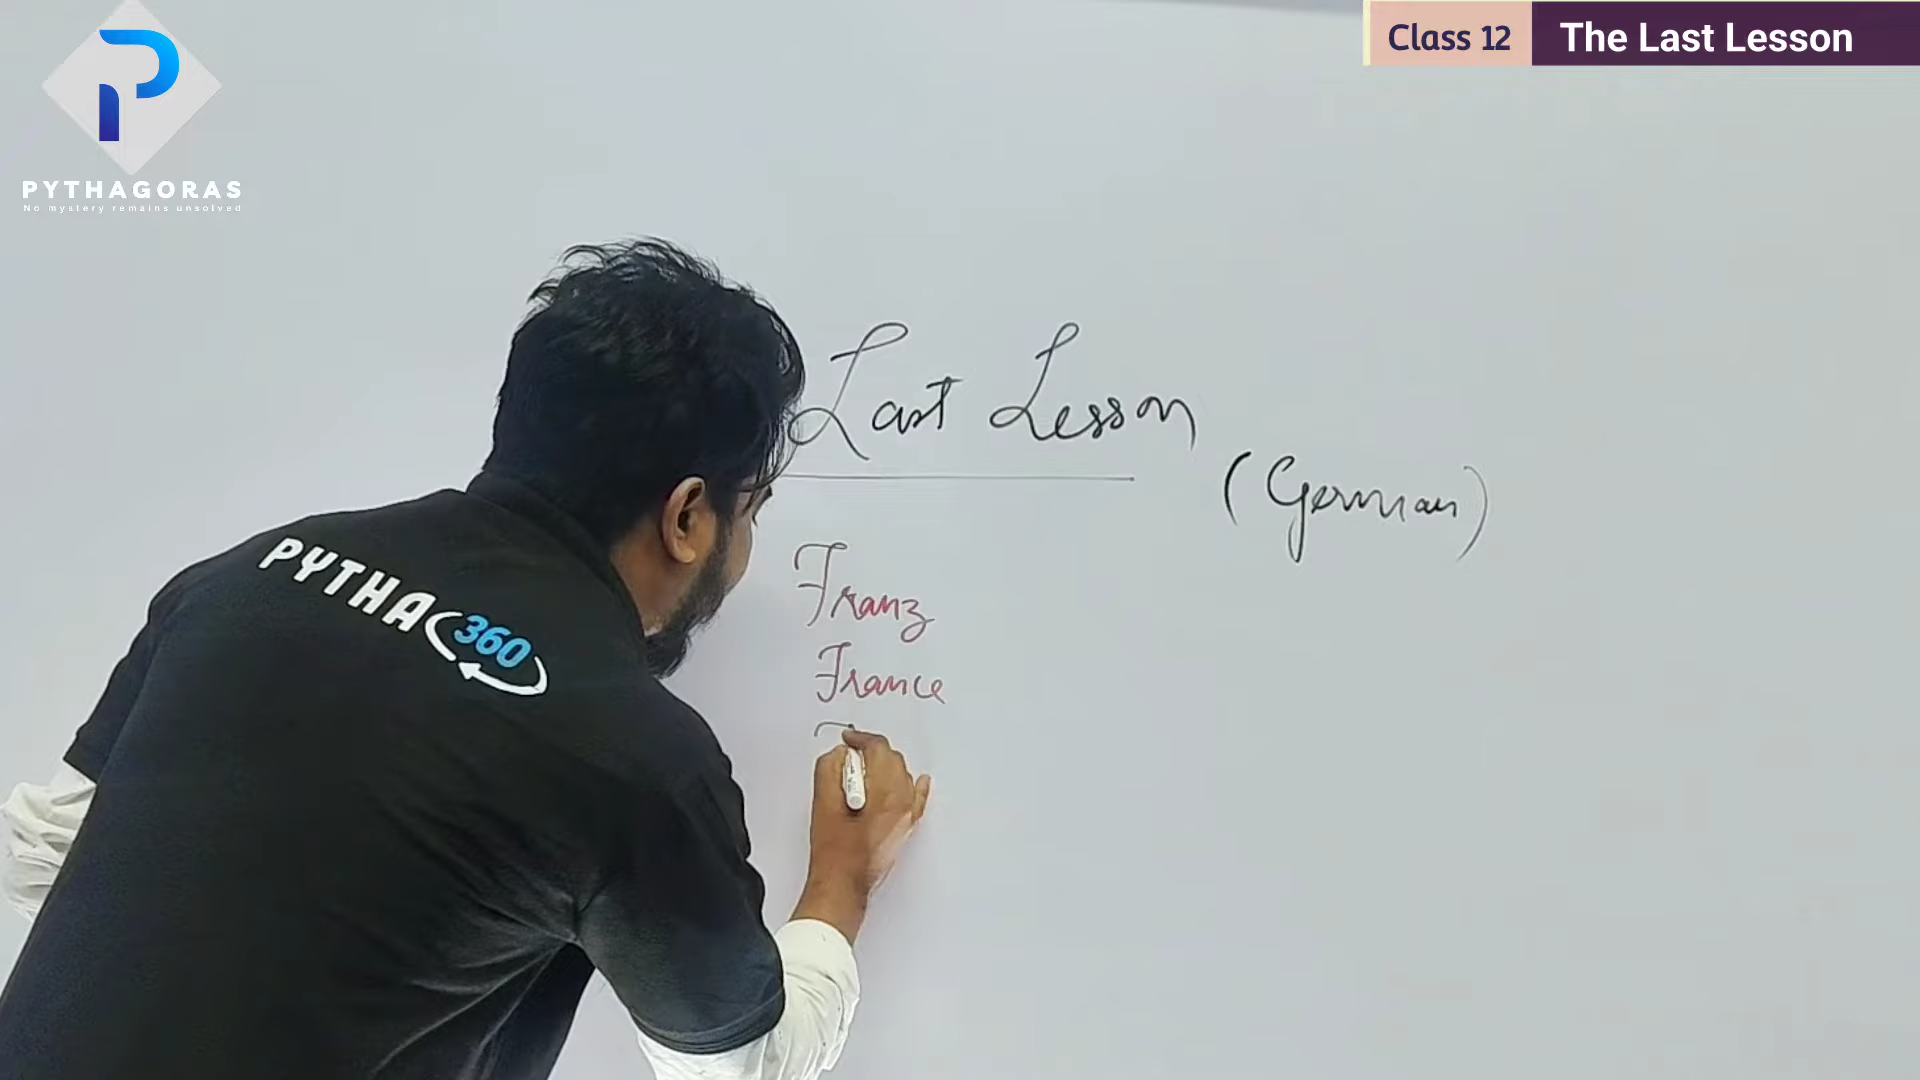 PYTHAGORAS
No mystery remains unsolved
Class 12 The Last Lesson
Last Lesson
(German)
Franz
France
PYTHA 360